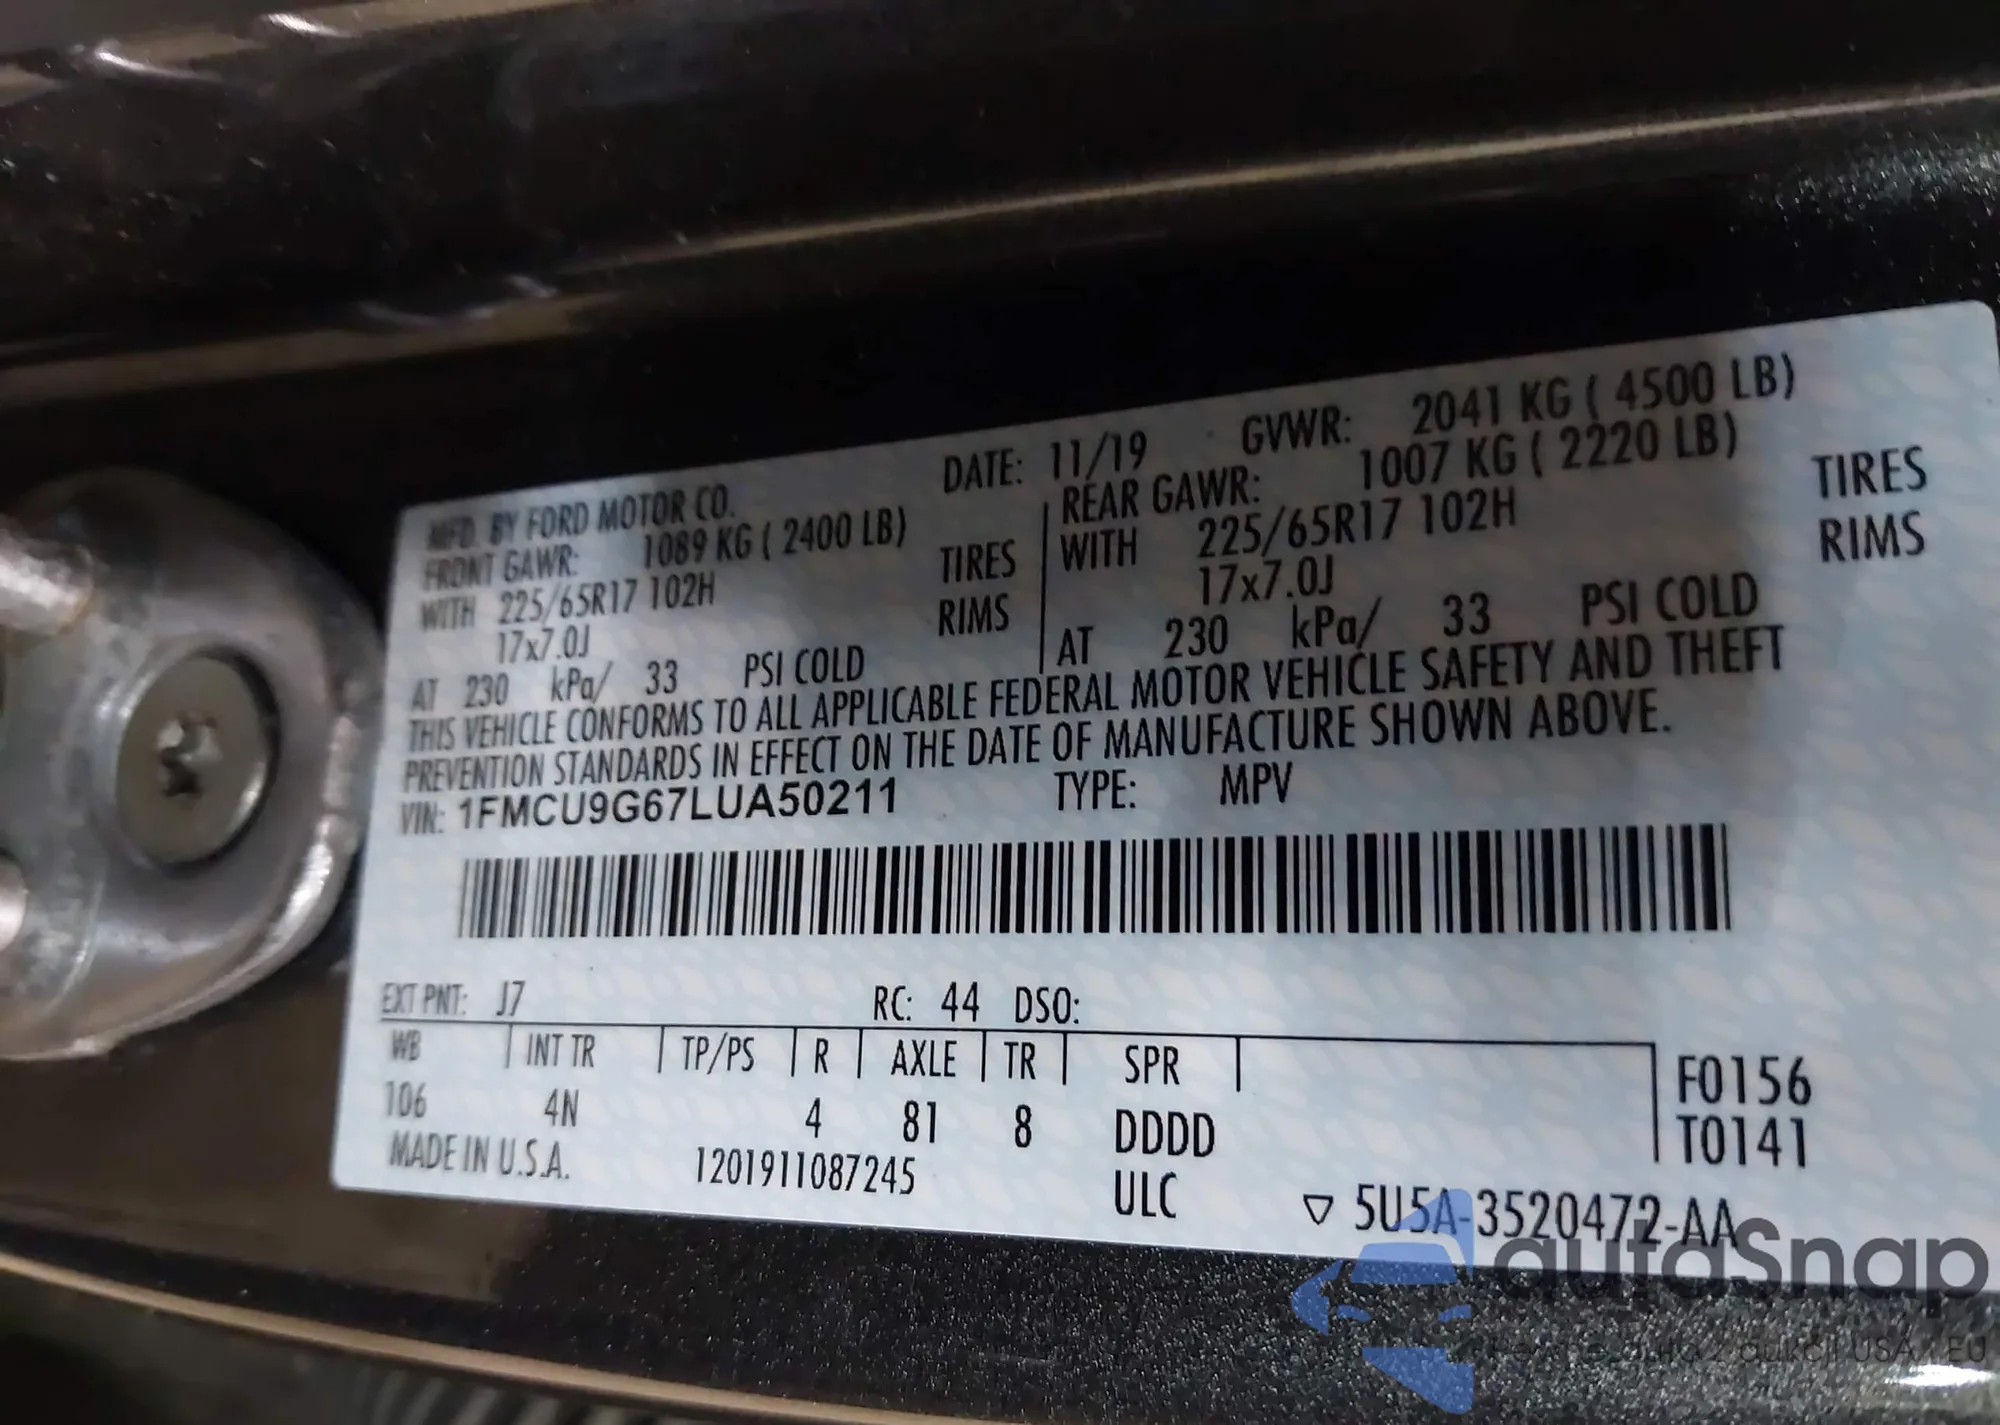 MFD. BY FORD MOTOR CO. DATE: 11/19 GVWR: 2041 KG ( 4500 LB)
FRONT GAWR: 1089 KG ( 2400 LB) REAR GAWR: 1007 KG ( 2220 LB)
WITH 225/65R17 102H TIRES WITH 225/65R17 102H TIRES
17x7.0J RIMS 17x7.0J RIMS
AT 230 kPa/ 33 PSI COLD AT 230 kPa/ 33 PSI COLD
THIS VEHICLE CONFORMS TO ALL APPLICABLE FEDERAL MOTOR VEHICLE SAFETY AND THEFT
PREVENTION STANDARDS IN EFFECT ON THE DATE OF MANUFACTURE SHOWN ABOVE.
VIN: 1FMCU9G67LUA50211 TYPE: MPV
EXT PNT: J7 RC: 44 DSO:
WB INT TR TP/PS R AXLE TR SPR F0156
106 4N 4 81 8 DDDD T0141
MADE IN U.S.A. 1201911087245 ULC ▽ 5U5A-3520472-AA
autoSnap
auto z aukcji USA / EU